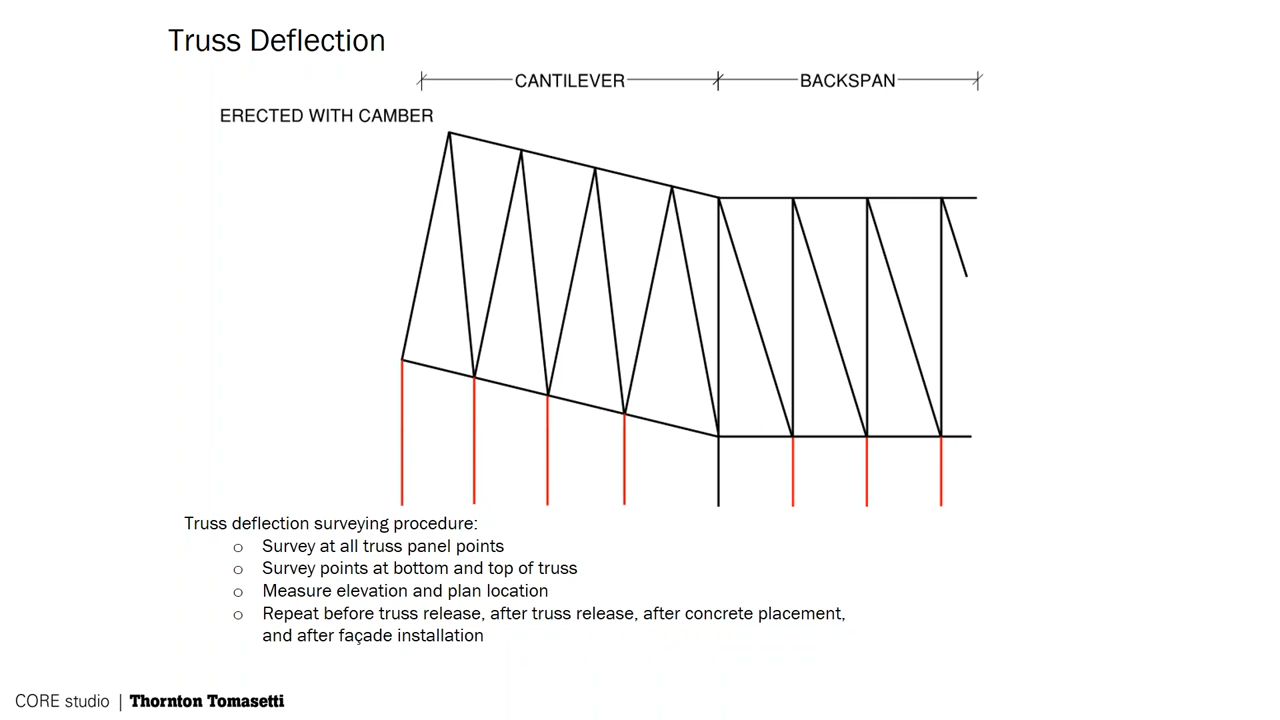 Truss Deflection
CANTILEVER
BACKSPAN
ERECTED WITH CAMBER
Truss deflection surveying procedure:
o Survey at all truss panel points
o Survey points at bottom and top of truss
o Measure elevation and plan location
o Repeat before truss release, after truss release, after concrete placement,
and after façade installation
CORE studio | Thornton Tomasetti